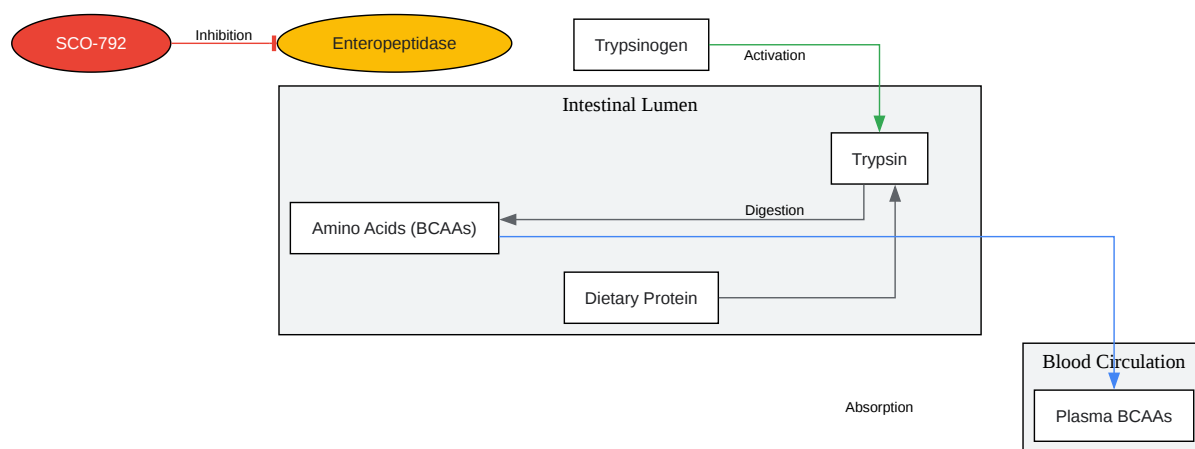 SCO-792
Inhibition
Enteropeptidase
Trypsinogen
Activation
Intestinal Lumen
Trypsin
Digestion
Amino Acids (BCAAs)
Dietary Protein
Blood Circulation
Absorption
Plasma BCAAs